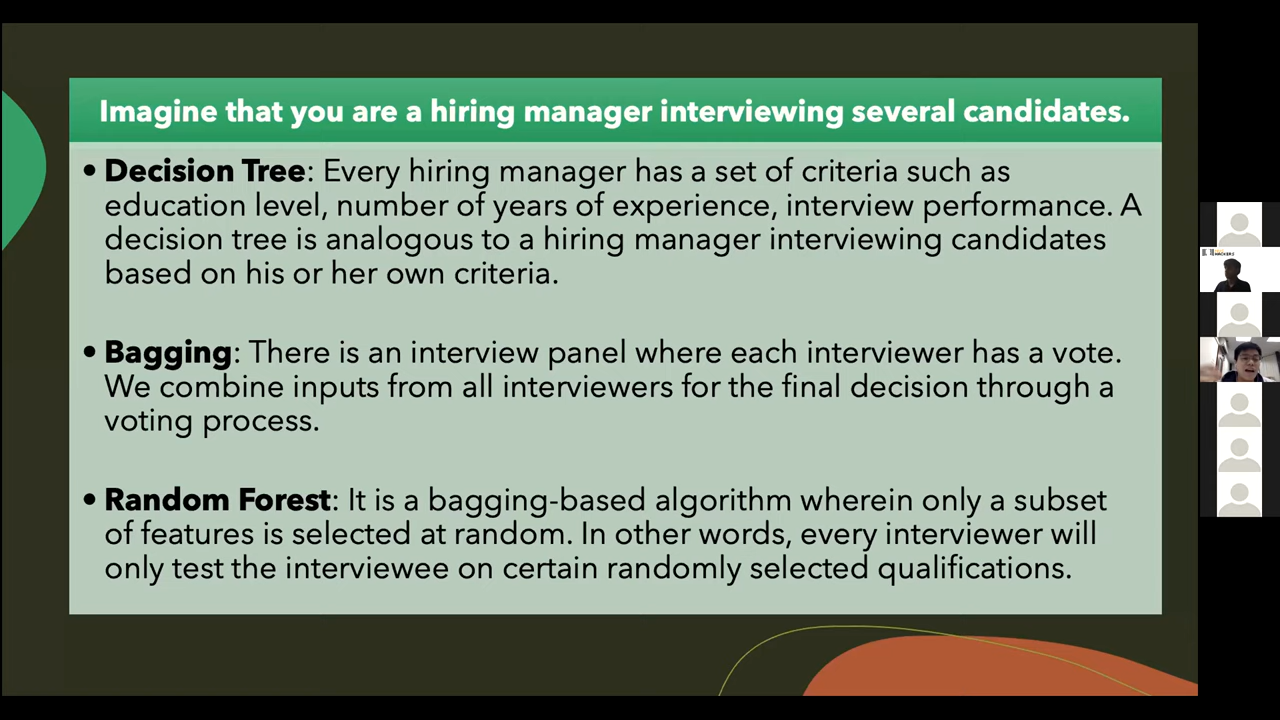 Imagine that you are a hiring manager interviewing several candidates.
• Decision Tree: Every hiring manager has a set of criteria such as
education level, number of years of experience, interview performance. A
decision tree is analogous to a hiring manager interviewing candidates
based on his or her own criteria.
• Bagging: There is an interview panel where each interviewer has a vote.
We combine inputs from all interviewers for the final decision through a
voting process.
• Random Forest: It is a bagging-based algorithm wherein only a subset
of features is selected at random. In other words, every interviewer will
only test the interviewee on certain randomly selected qualifications.